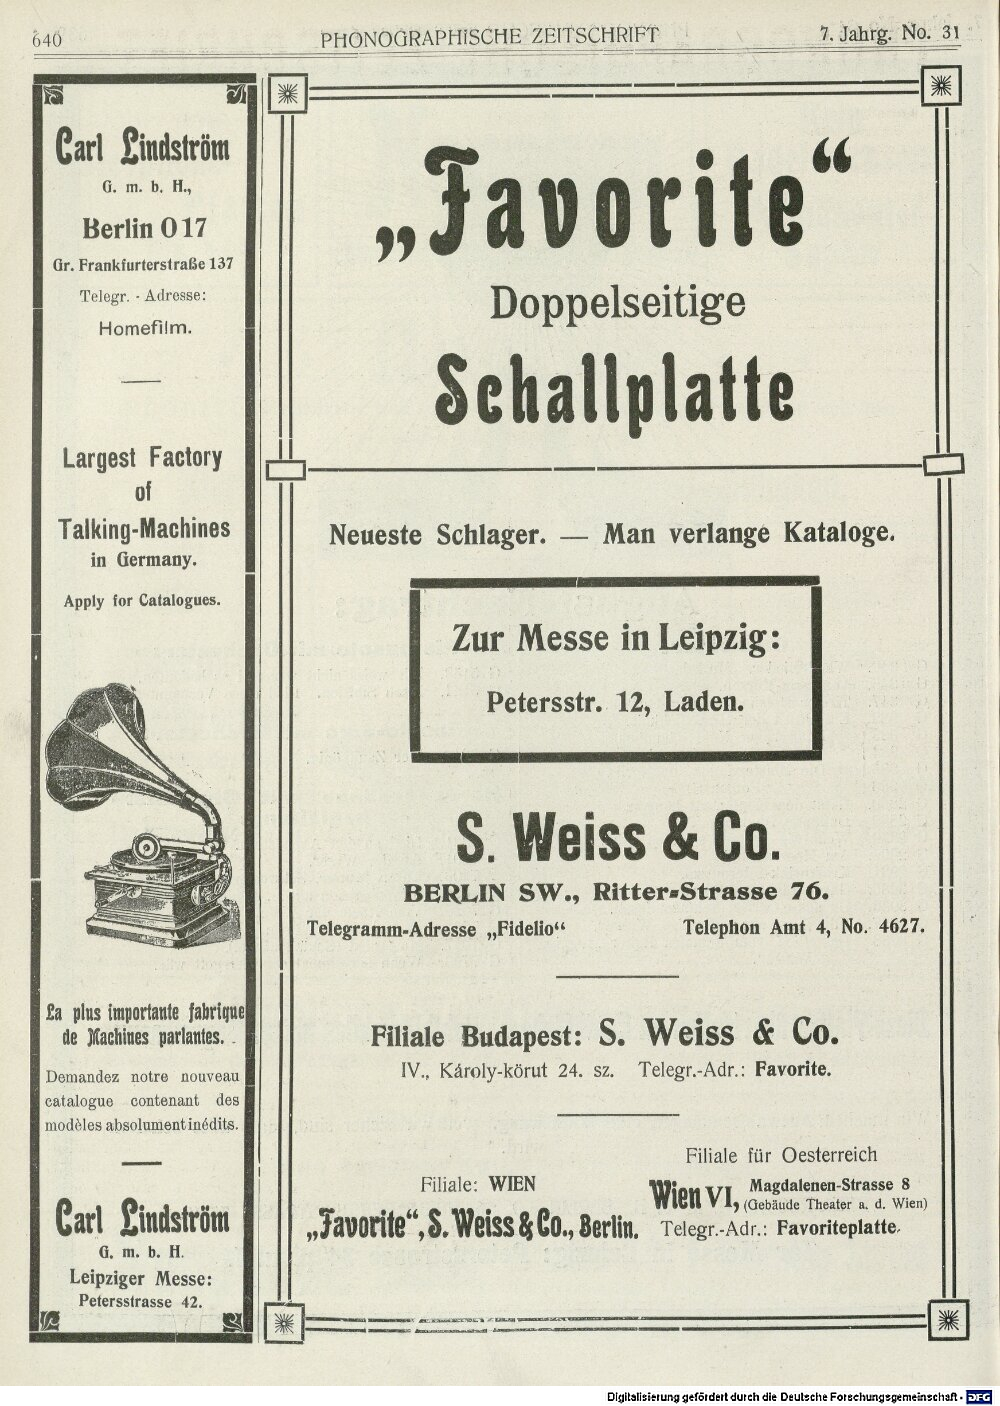 640
PHONOGRAPHISCHE ZEITSCHRIFT
7. Jahrg. No. 31
Carl Lindström
G. m. b. H.,
Berlin O 17
Gr. Frankfurterstraße 137
Telegr. - Adresse:
Homefilm.
Largest Factory
of
Talking-Machines
in Germany.
Apply for Catalogues.
La plus importante fabrique
de Machines parlantes.
Demandez notre nouveau
catalogue contenant des
modèles absolument inédits.
Carl Lindström
G. m. b. H.
Leipziger Messe:
Petersstrasse 42.
„Favorite“
Doppelseitige
Schallplatte
Neueste Schlager. — Man verlange Kataloge.
Zur Messe in Leipzig:
Petersstr. 12, Laden.
S. Weiss & Co.
BERLIN SW., Ritter-Strasse 76.
Telegramm-Adresse „Fidelio“ Telephon Amt 4, No. 4627.
Filiale Budapest: S. Weiss & Co.
IV., Károly-körut 24. sz. Telegr.-Adr.: Favorite.
Filiale: WIEN
„Favorite“, S. Weiss & Co., Berlin.
Filiale für Oesterreich
Wien VI, Magdalenen-Strasse 8
(Gebäude Theater a. d. Wien)
Telegr.-Adr.: Favoriteplatte.
Digitalisierung gefördert durch die Deutsche Forschungsgemeinschaft - DFG